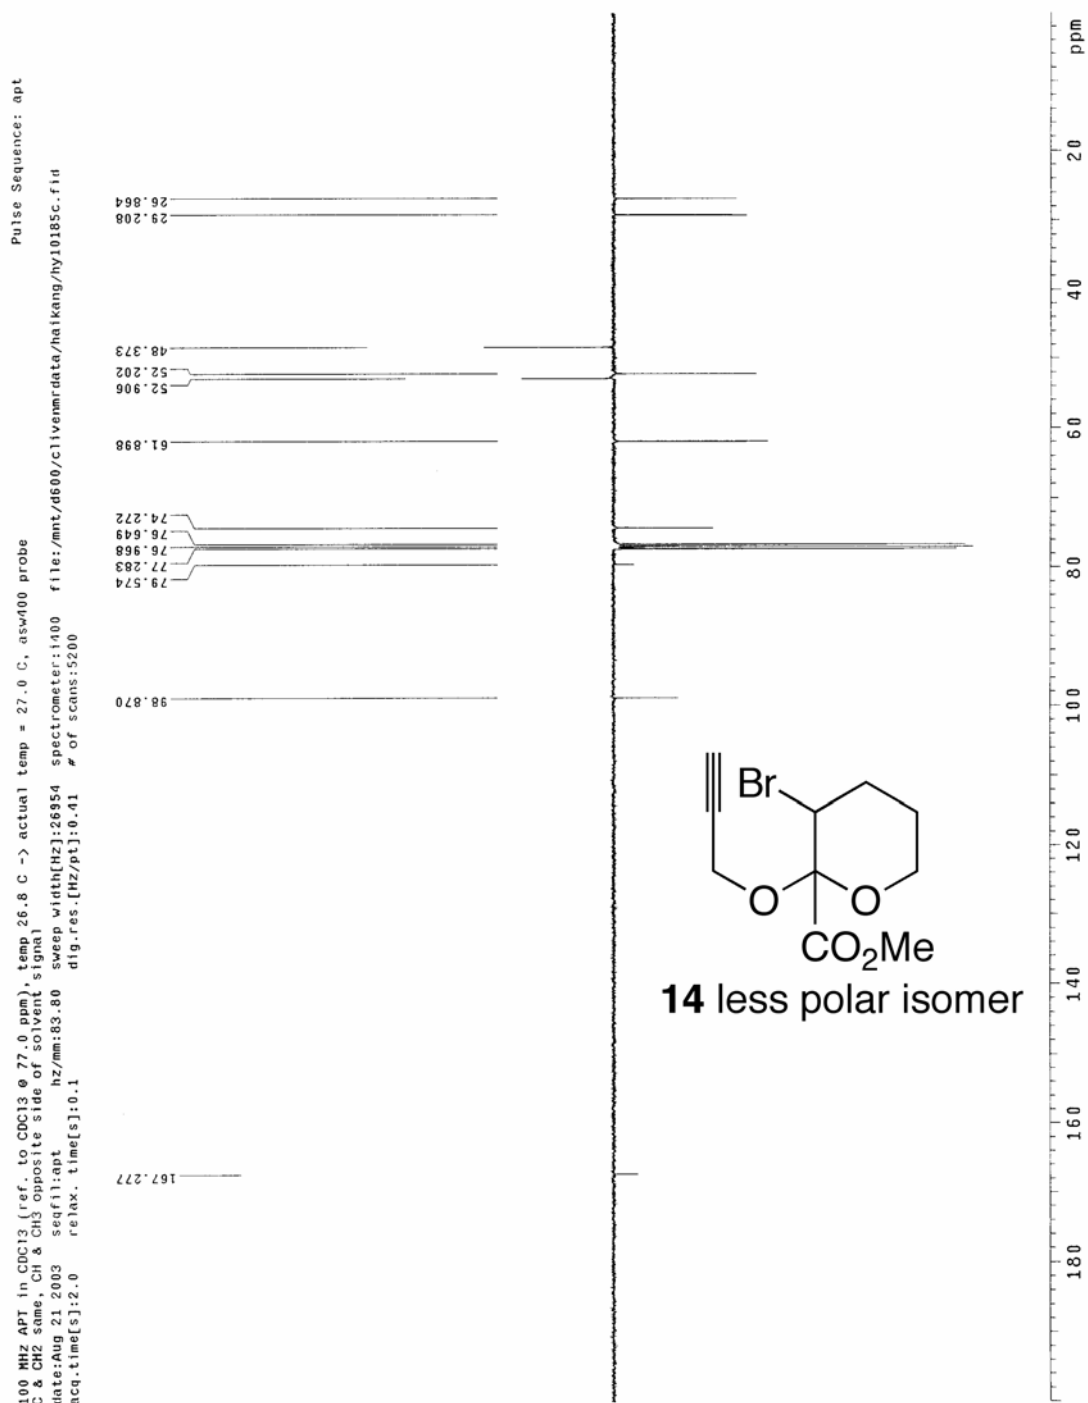 Pulse Sequence: apt
100 MHz APT in CDCl3 (ref. to CDCl3 @ 77.0 ppm), temp 26.8 C -> actual temp = 27.0 C, asw400 probe
C & CH2 same, CH & CH3 opposite side of solvent signal
date:Aug 21 2003 seqfil:apt hz/mm:83.80 sweep width[Hz]:26954 spectrometer:i400 file:/mnt/d600/clivenmrdata/haikang/hy10185c.fid
acq.time[s]:2.0 relax. time[s]:0.1 dig.res.[Hz/pt]:0.41 # of scans:5200
167.277
98.870
79.574
77.283
76.968
76.649
74.272
61.898
52.906
52.202
48.373
29.208
26.864
Br
O
O
CO2Me
14 less polar isomer
180
160
140
120
100
80
60
40
20
ppm